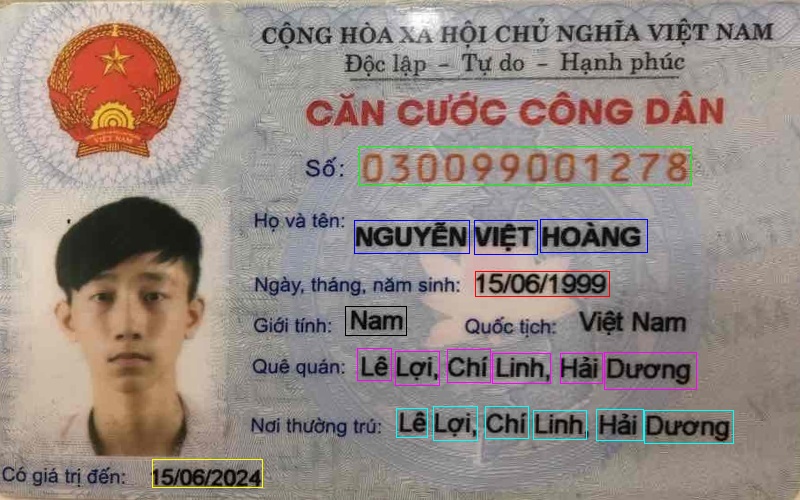 CỘNG HÒA XÃ HỘI CHỦ NGHĨA VIỆT NAM
Độc lập – Tự do – Hạnh phúc
CĂN CƯỚC CÔNG DÂN
Số: 030099001278
Họ và tên: NGUYỄN VIỆT HOÀNG
Ngày, tháng, năm sinh: 15/06/1999
Giới tính: Nam Quốc tịch: Việt Nam
Quê quán: Lê Lợi, Chí Linh, Hải Dương
Nơi thường trú: Lê Lợi, Chí Linh, Hải Dương
Có giá trị đến: 15/06/2024
VIỆT NAM